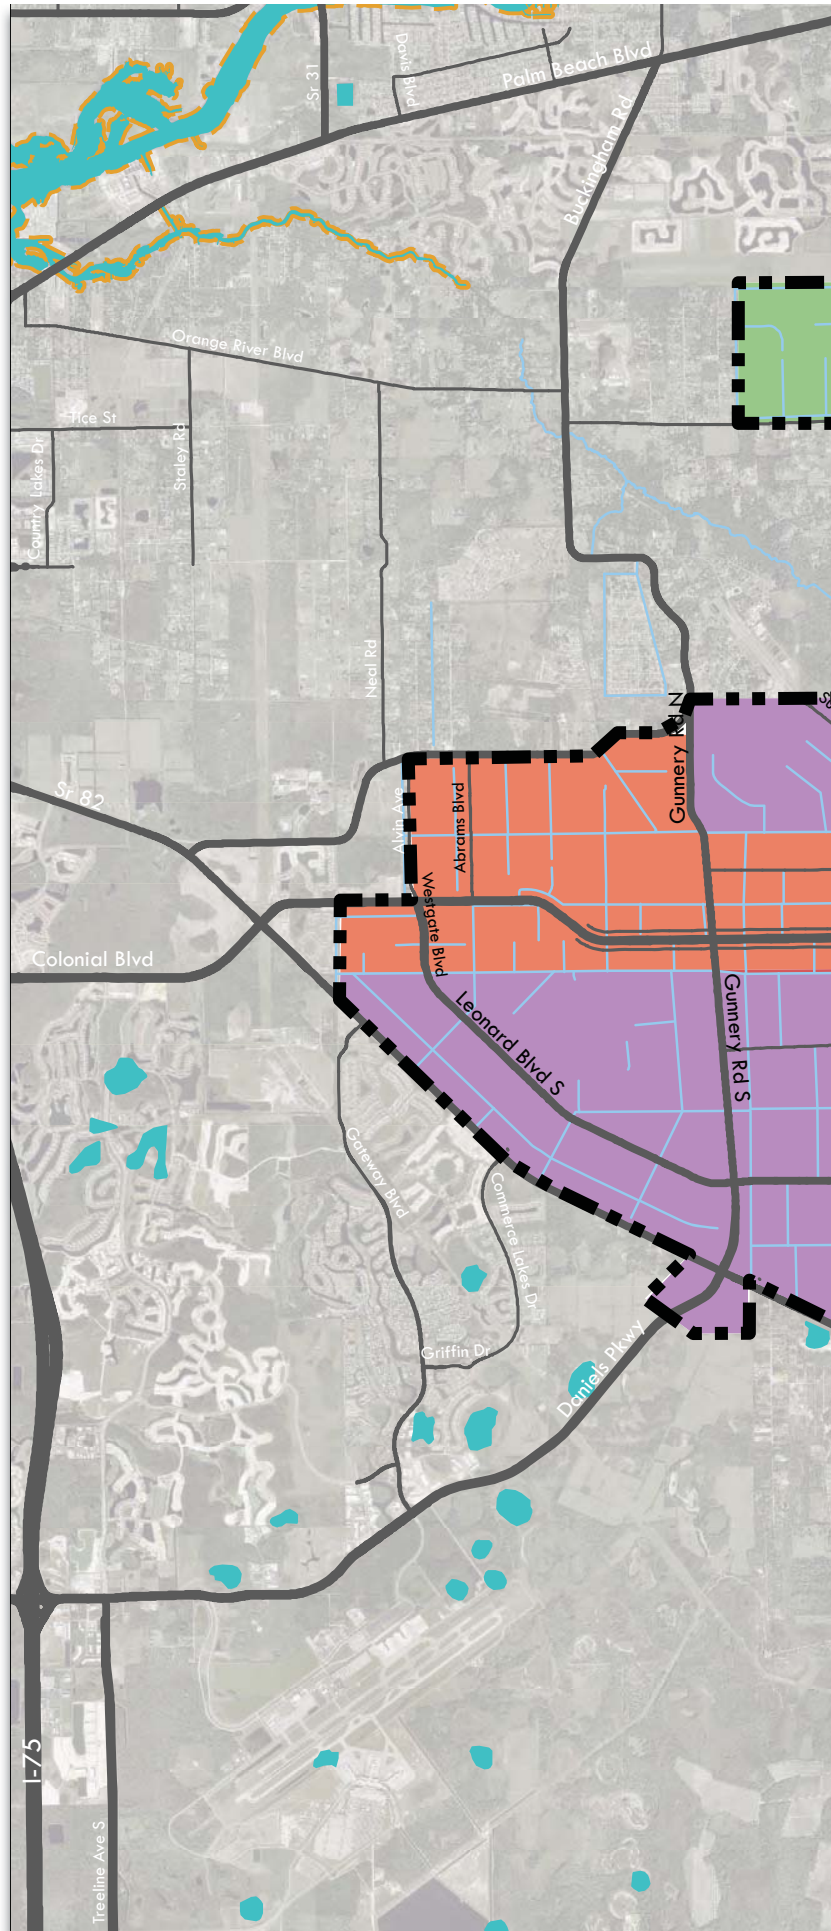 Sr 31
Davis Blvd
Palm Beach Blvd
Buckingham Rd
Orange River Blvd
Tice St
Staley Rd
Country Lakes Dr
Neal Rd
Gunnery Rd N
Sr 82
Alvin Ave
Abrams Blvd
Westgate Blvd
Colonial Blvd
Leonard Blvd S
Gunnery Rd S
Gateway Blvd
Commerce Lakes Dr
Griffin Dr
Daniels Pkwy
I-75
Treeline Ave S